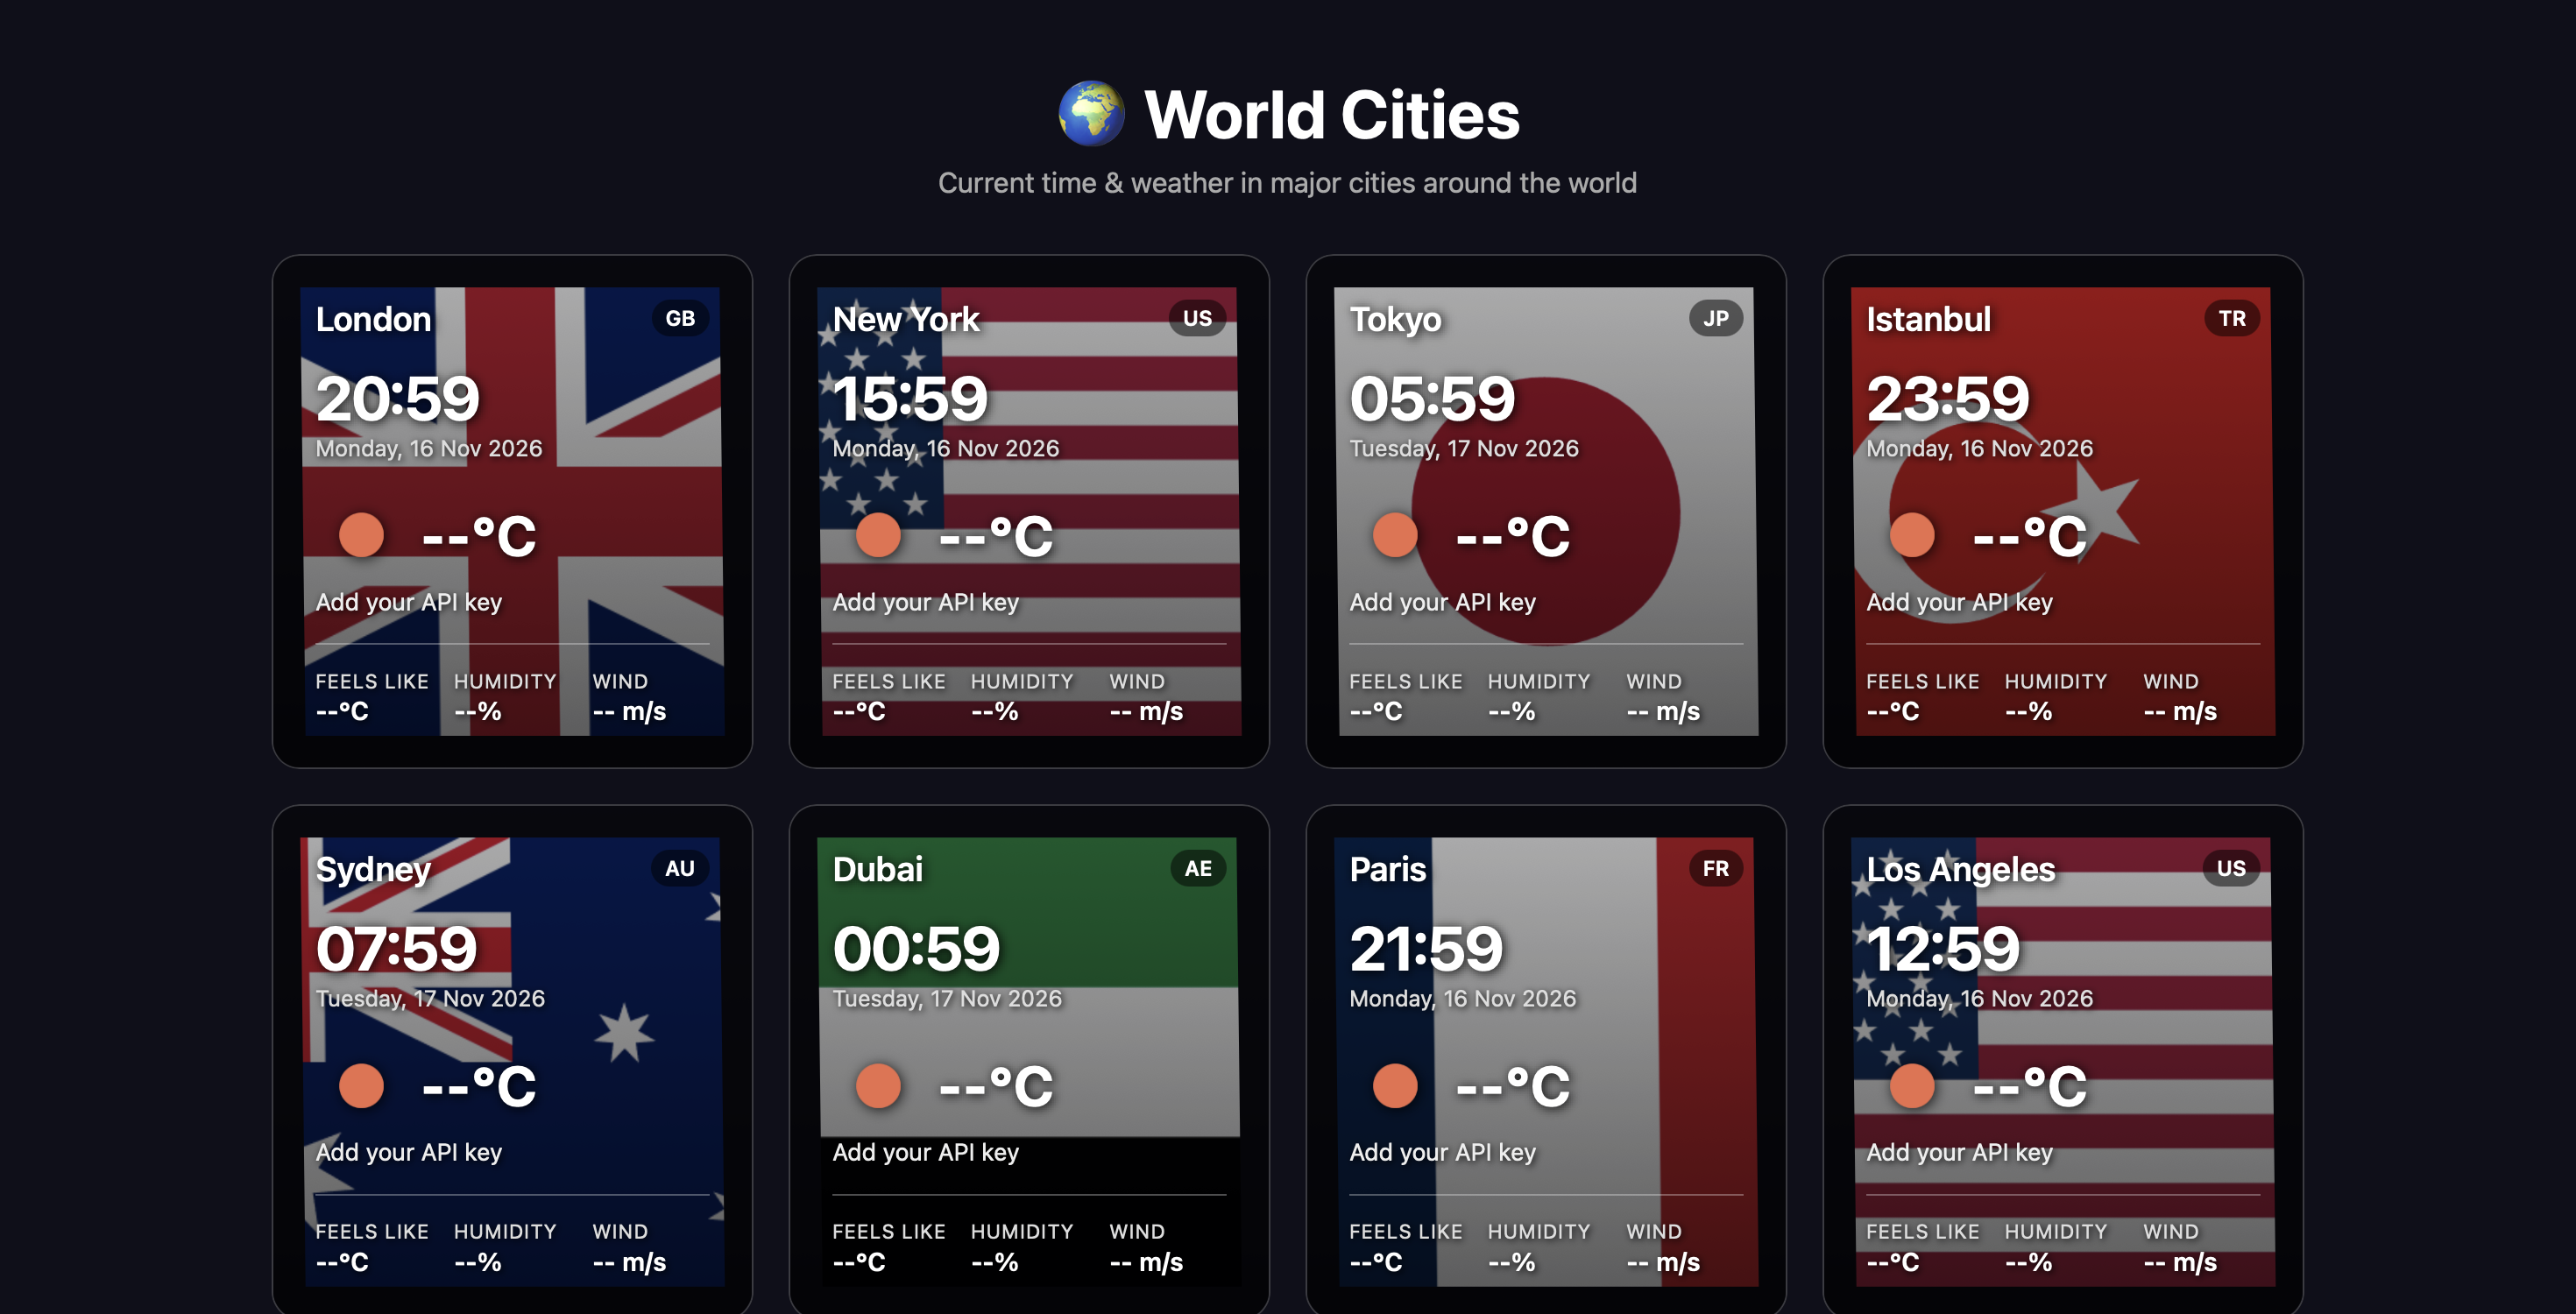 World Cities
Current time & weather in major cities around the world
London GB
20:59
Monday, 16 Nov 2026
--°C
Add your API key
FEELS LIKE HUMIDITY WIND
--°C --% -- m/s
New York US
15:59
Monday, 16 Nov 2026
--°C
Add your API key
FEELS LIKE HUMIDITY WIND
--°C --% -- m/s
Tokyo JP
05:59
Tuesday, 17 Nov 2026
--°C
Add your API key
FEELS LIKE HUMIDITY WIND
--°C --% -- m/s
Istanbul TR
23:59
Monday, 16 Nov 2026
--°C
Add your API key
FEELS LIKE HUMIDITY WIND
--°C --% -- m/s
Sydney AU
07:59
Tuesday, 17 Nov 2026
--°C
Add your API key
FEELS LIKE HUMIDITY WIND
--°C --% -- m/s
Dubai AE
00:59
Tuesday, 17 Nov 2026
--°C
Add your API key
FEELS LIKE HUMIDITY WIND
--°C --% -- m/s
Paris FR
21:59
Monday, 16 Nov 2026
--°C
Add your API key
FEELS LIKE HUMIDITY WIND
--°C --% -- m/s
Los Angeles US
12:59
Monday, 16 Nov 2026
--°C
Add your API key
FEELS LIKE HUMIDITY WIND
--°C --% -- m/s